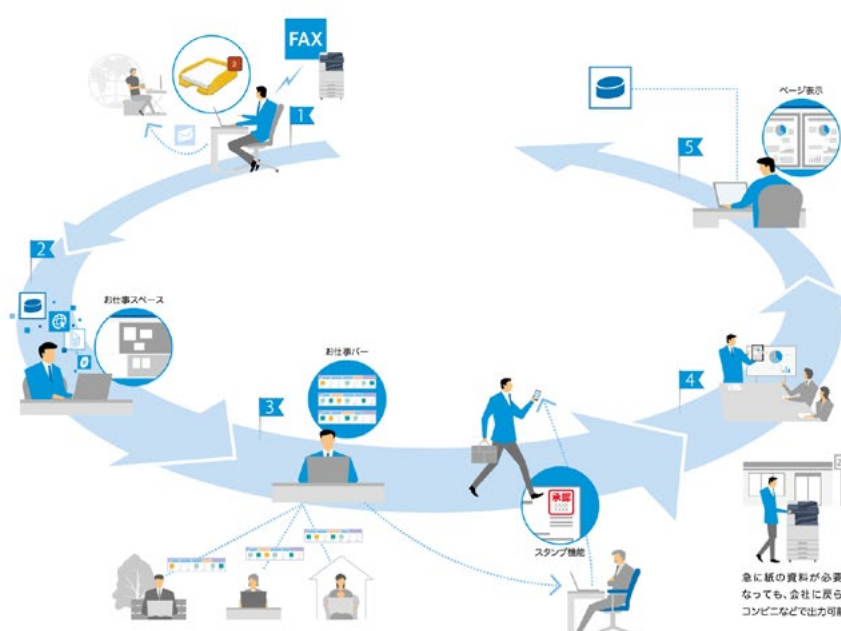 FAX
3
1
ページ表示
5
2
お仕事スペース
お仕事バー
3
4
承認
スタンプ機能
急に紙の資料が必要
なっても、会社に戻ら
コンビニなどで出力可能